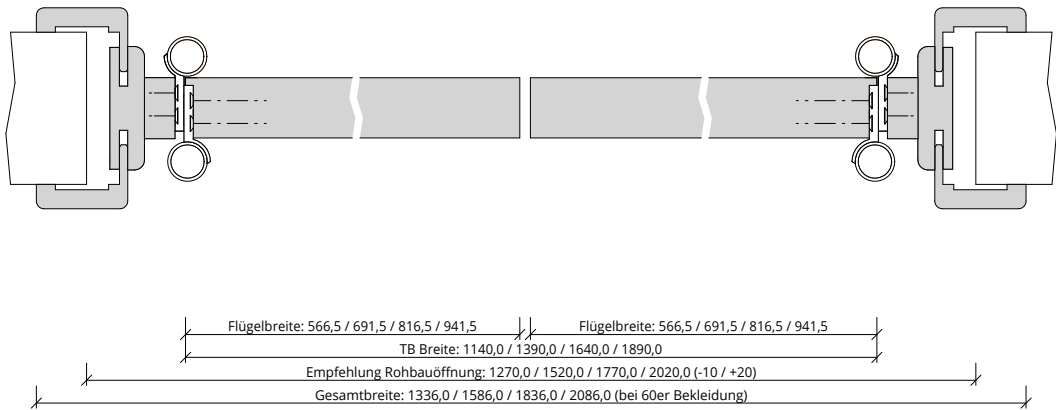 Flügelbreite: 566,5 / 691,5 / 816,5 / 941,5
Flügelbreite: 566,5 / 691,5 / 816,5 / 941,5
TB Breite: 1140,0 / 1390,0 / 1640,0 / 1890,0
Empfehlung Rohbauöffnung: 1270,0 / 1520,0 / 1770,0 / 2020,0 (-10 / +20)
Gesamtbreite: 1336,0 / 1586,0 / 1836,0 / 2086,0 (bei 60er Bekleidung)